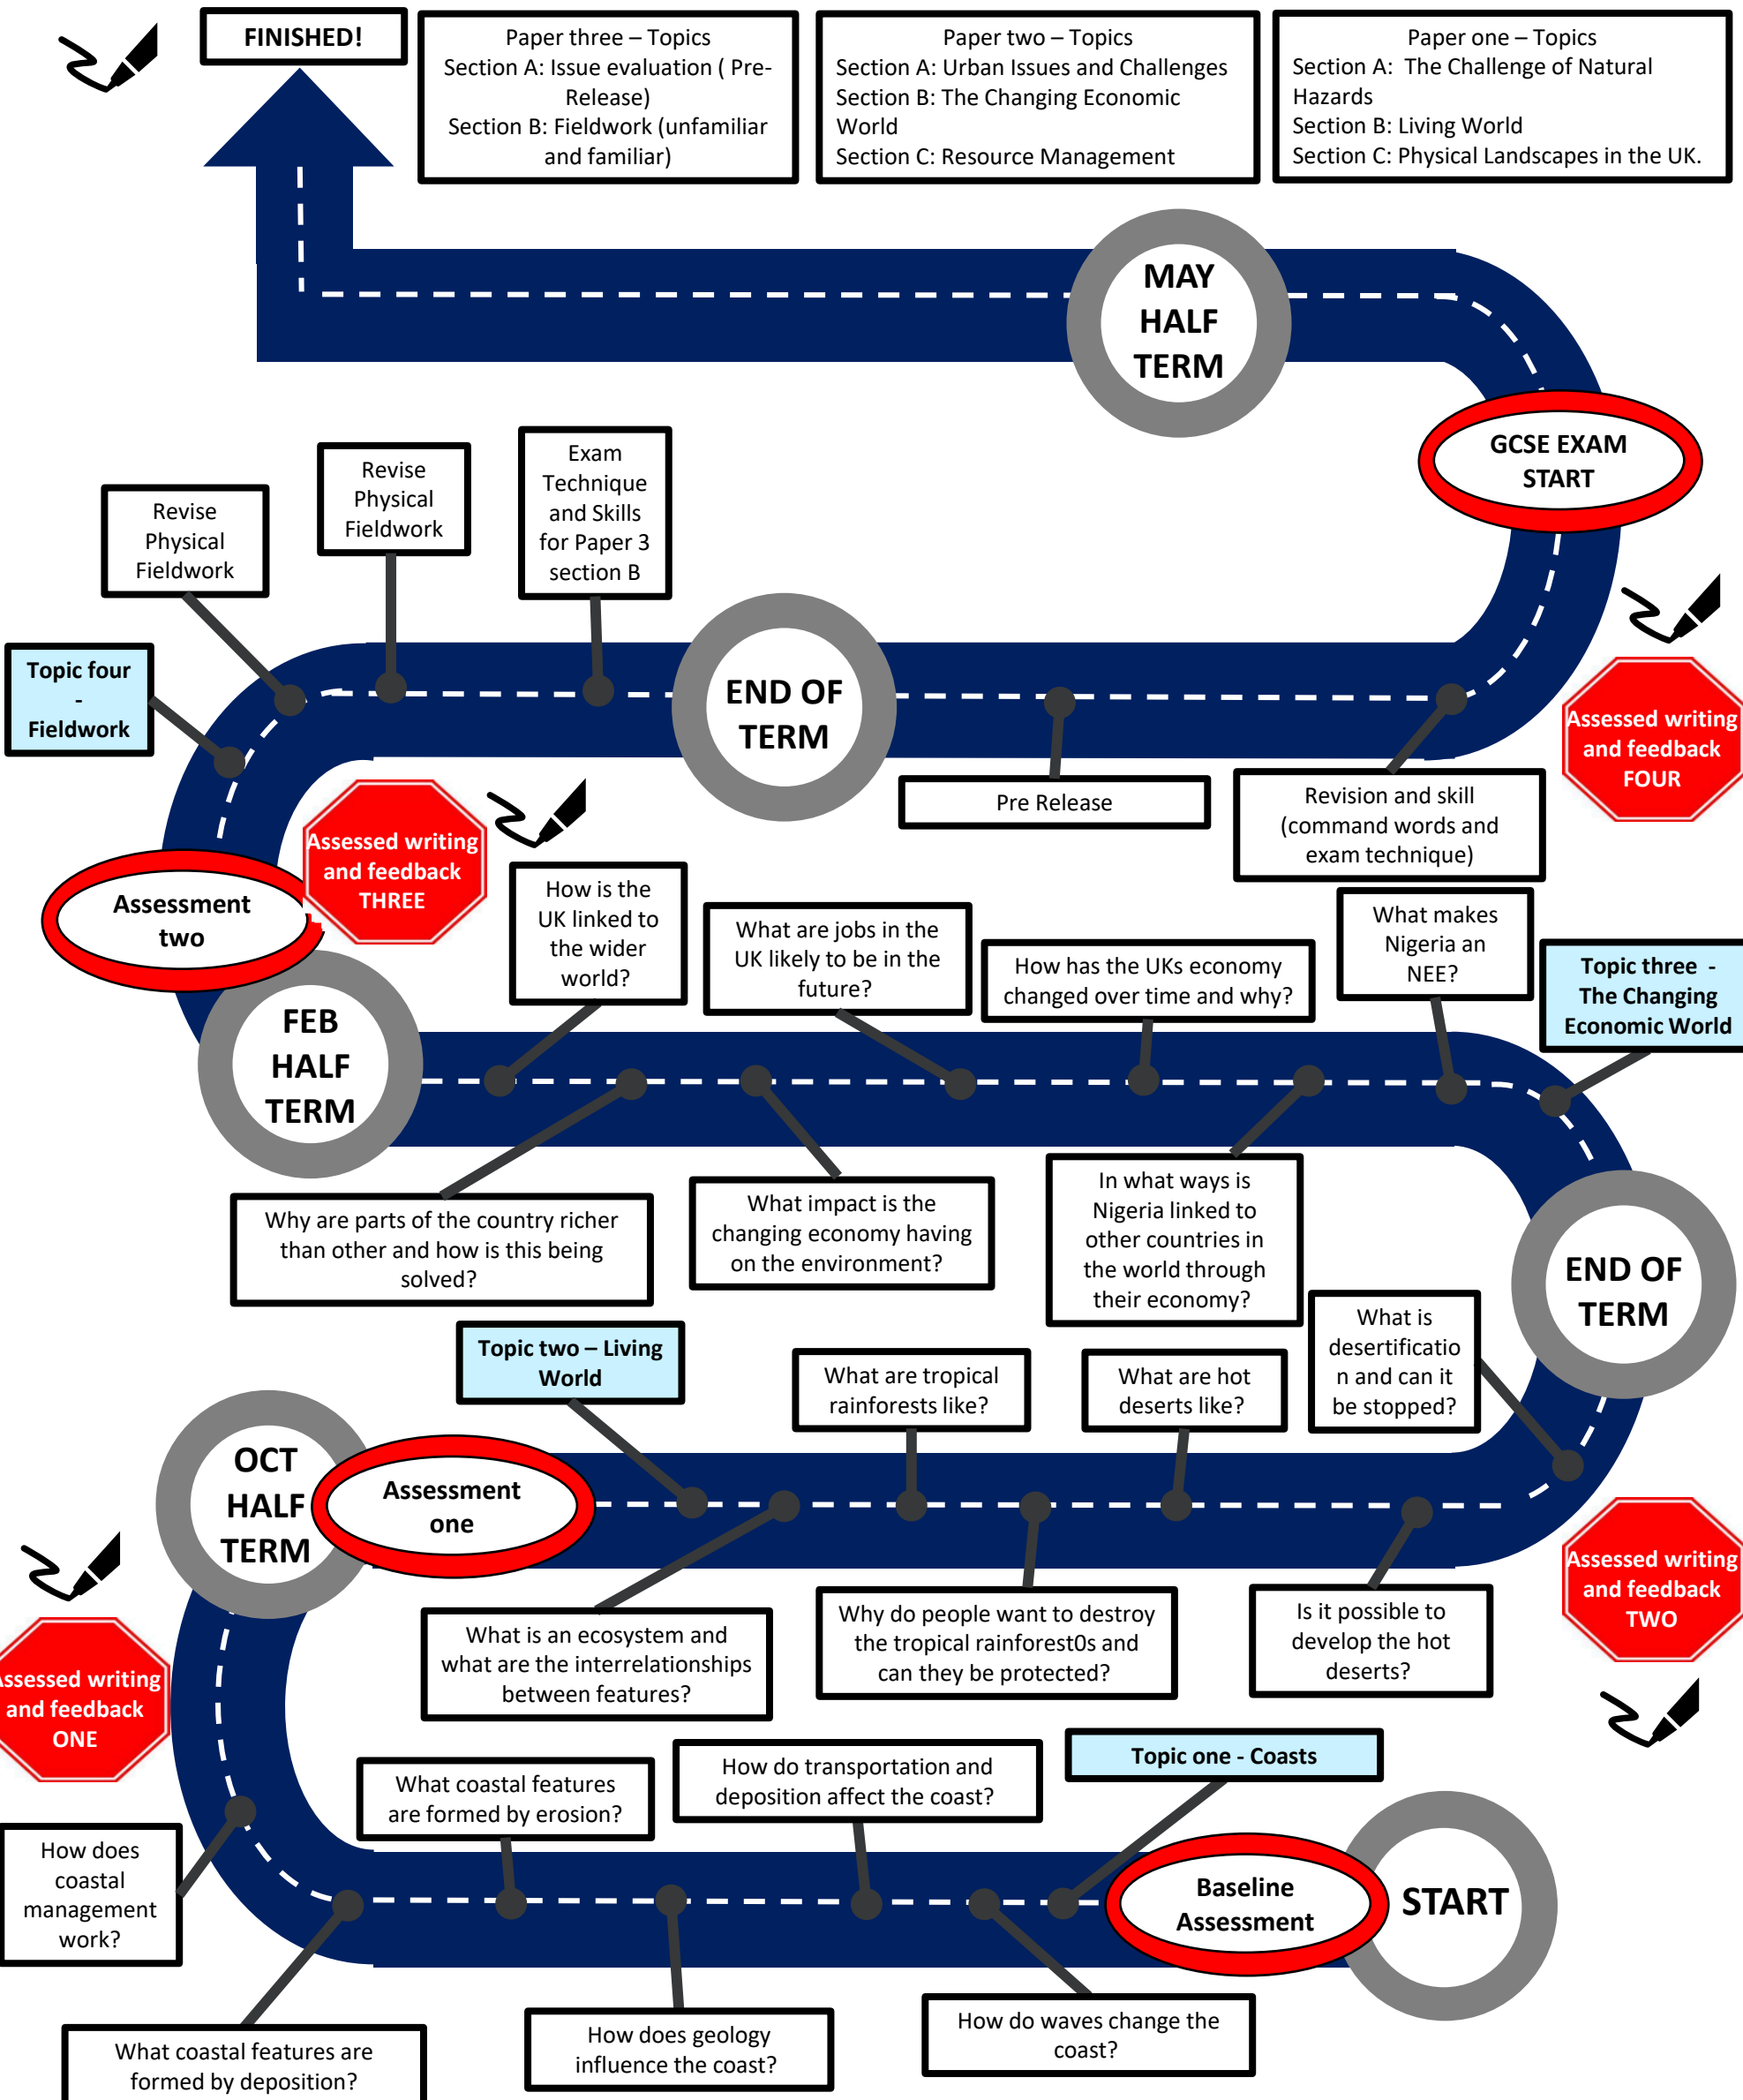 FINISHED!
Paper three – Topics
Section A: Issue evaluation ( Pre-
Release)
Section B: Fieldwork (unfamiliar
and familiar)
Paper two – Topics
Section A: Urban Issues and Challenges
Section B: The Changing Economic
World
Section C: Resource Management
Paper one – Topics
Section A:  The Challenge of Natural
Hazards
Section B: Living World
Section C: Physical Landscapes in the UK.
MAY
HALF
TERM
GCSE EXAM
START
Revise
Physical
Fieldwork
Revise
Physical
Fieldwork
Exam
Technique
and Skills
for Paper 3
section B
Topic four
-
Fieldwork
END OF
TERM
Assessed writing
and feedback
FOUR
Pre Release
Revision and skill
(command words and
exam technique)
Assessed writing
and feedback
THREE
Assessment
two
How is the
UK linked to
the wider
world?
What are jobs in the
UK likely to be in the
future?
How has the UKs economy
changed over time and why?
What makes
Nigeria an
NEE?
Topic three  -
The Changing
Economic World
FEB
HALF
TERM
Why are parts of the country richer
than other and how is this being
solved?
What impact is the
changing economy having
on the environment?
In what ways is
Nigeria linked to
other countries in
the world through
their economy?
END OF
TERM
Topic two – Living
World
What are tropical
rainforests like?
What are hot
deserts like?
What is
desertificatio
n and can it
be stopped?
OCT
HALF
TERM
Assessment
one
What is an ecosystem and
what are the interrelationships
between features?
Why do people want to destroy
the tropical rainforest0s and
can they be protected?
Is it possible to
develop the hot
deserts?
Assessed writing
and feedback
TWO
Assessed writing
and feedback
ONE
What coastal features
are formed by erosion?
How do transportation and
deposition affect the coast?
Topic one - Coasts
How does
coastal
management
work?
Baseline
Assessment
START
What coastal features are
formed by deposition?
How does geology
influence the coast?
How do waves change the
coast?